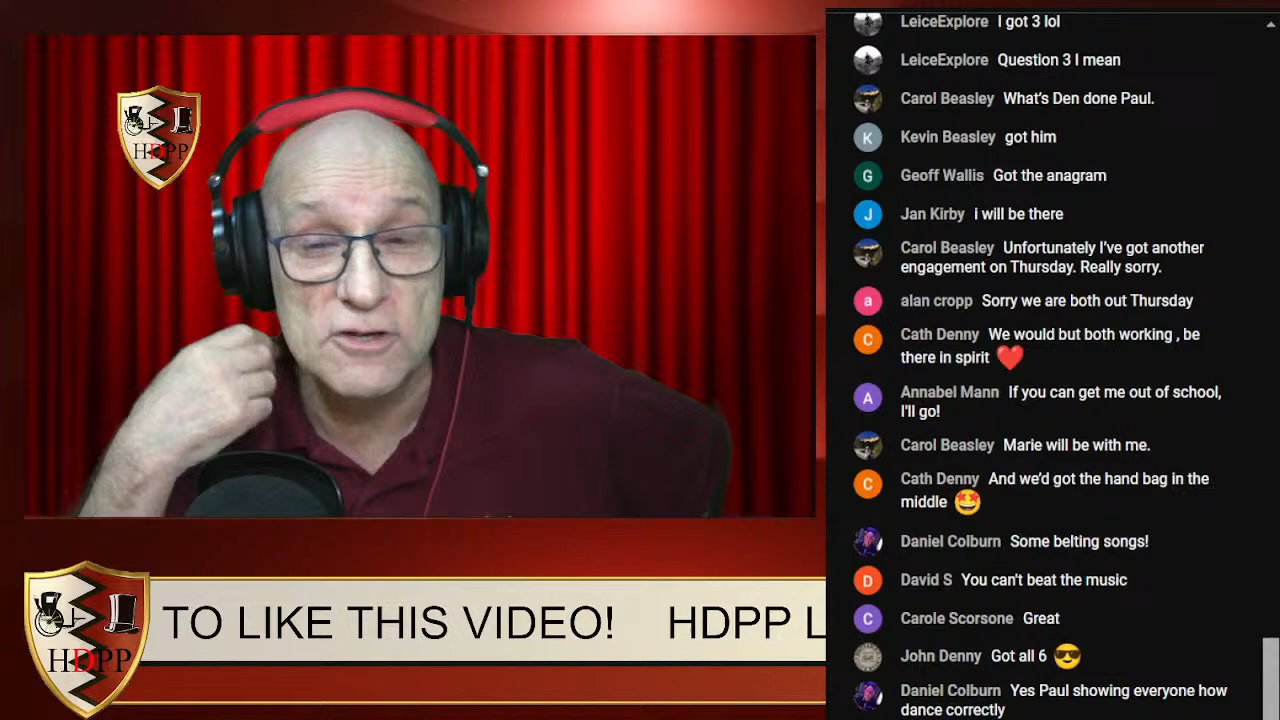 HDPP
TO LIKE THIS VIDEO! HDPP L
HDPP
LeiceExplore I got 3 lol
LeiceExplore Question 3 I mean
Carol Beasley What's Den done Paul.
K Kevin Beasley got him
G Geoff Wallis Got the anagram
J Jan Kirby i will be there
Carol Beasley Unfortunately I've got another
engagement on Thursday. Really sorry.
a alan cropp Sorry we are both out Thursday
C Cath Denny We would but both working , be
there in spirit ❤️
A Annabel Mann If you can get me out of school,
I'll go!
Carol Beasley Marie will be with me.
C Cath Denny And we'd got the hand bag in the
middle 🤩
Daniel Colburn Some belting songs!
D David S You can't beat the music
C Carole Scorsone Great
John Denny Got all 6 😎
Daniel Colburn Yes Paul showing everyone how
dance correctly